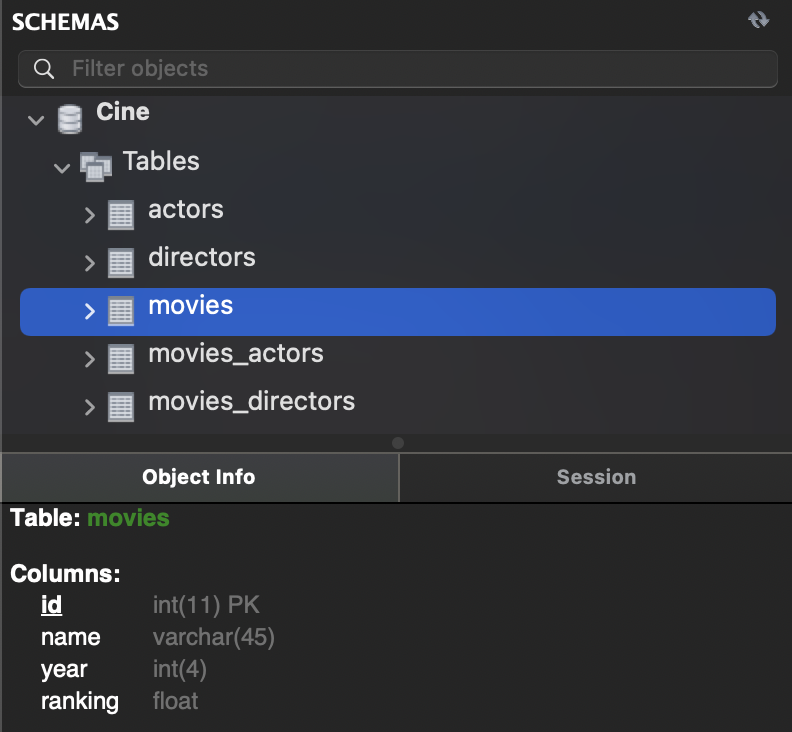 SCHEMAS
Filter objects
Cine
Tables
actors
directors
movies
movies_actors
movies_directors
Object Info Session
Table: movies
Columns:
id int(11) PK
name varchar(45)
year int(4)
ranking float